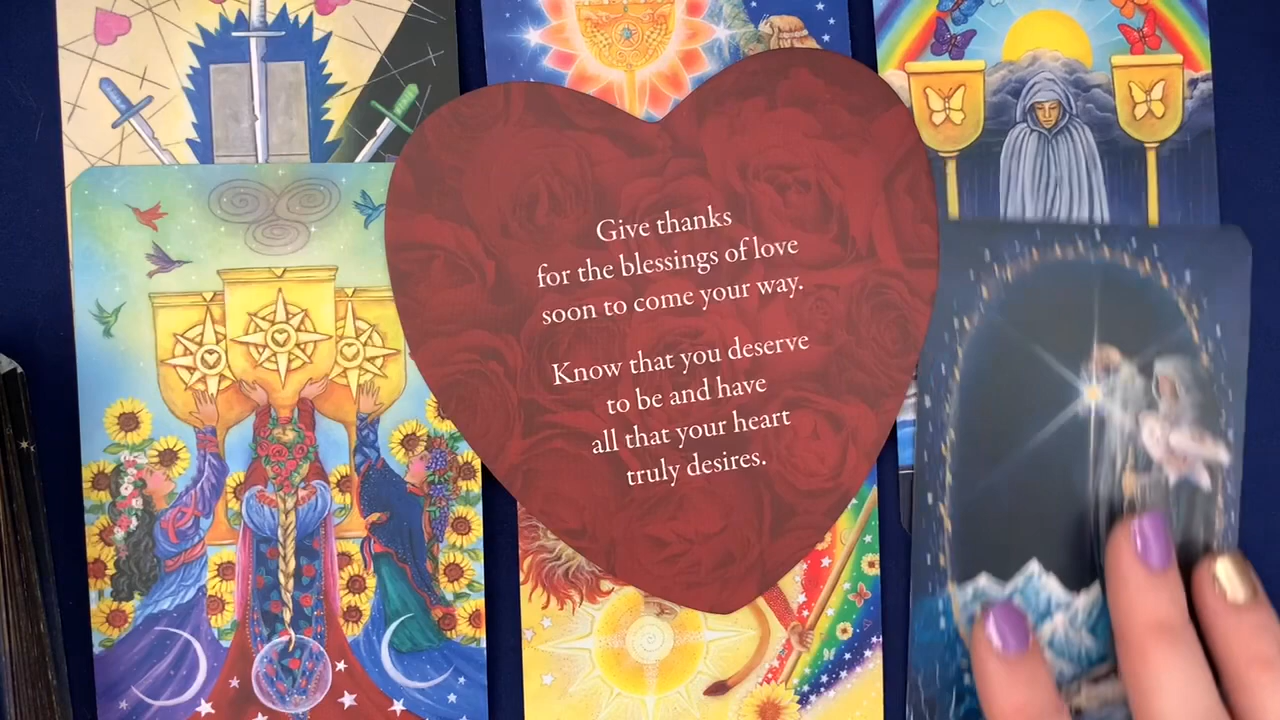 Give thanks
for the blessings of love
soon to come your way.
Know that you deserve
to be and have
all that your heart
truly desires.